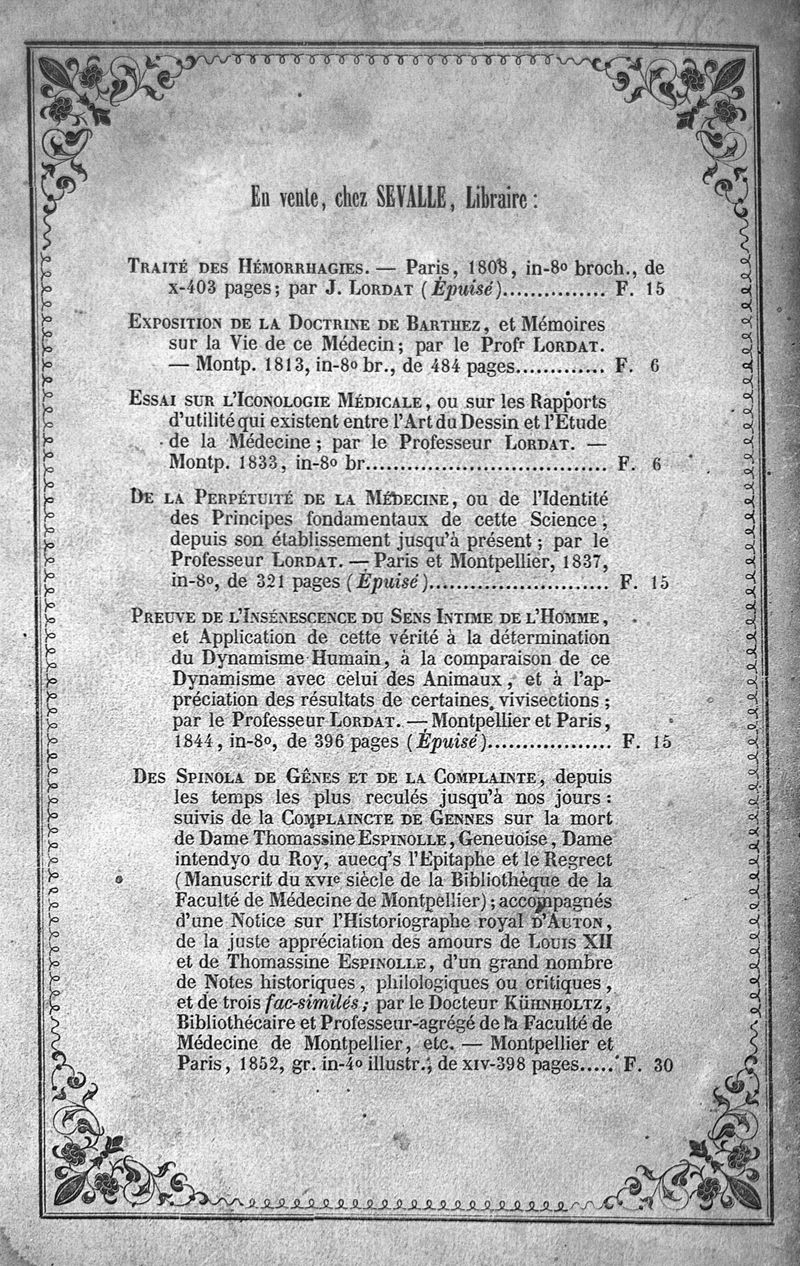 En vente, chez SEVALLE, Libraire :
TRAITÉ DES HÉMORRHAGIES. — Paris, 1808, in-8º broch., de
x-403 pages; par J. LORDAT (Épuisé)............... F. 15
EXPOSITION DE LA DOCTRINE DE BARTHEZ, et Mémoires
sur la Vie de ce Médecin; par le Profr LORDAT.
— Montp. 1813, in-8º br., de 484 pages............. F. 6
ESSAI SUR L'ICONOLOGIE MÉDICALE, ou sur les Rapports
d'utilité qui existent entre l'Art du Dessin et l'Etude
de la Médecine; par le Professeur LORDAT. —
Montp. 1833, in-8º br................................... F. 6
DE LA PERPÉTUITÉ DE LA MÉDECINE, ou de l'Identité
des Principes fondamentaux de cette Science,
depuis son établissement jusqu'à présent; par le
Professeur LORDAT. — Paris et Montpellier, 1837,
in-8º, de 321 pages (Épuisé).......................... F. 15
PREUVE DE L'INSÉNESCENCE DU SENS INTIME DE L'HOMME,
et Application de cette vérité à la détermination
du Dynamisme Humain, à la comparaison de ce
Dynamisme avec celui des Animaux, et à l'ap-
préciation des résultats de certaines vivisections;
par le Professeur LORDAT. — Montpellier et Paris,
1844, in-8º, de 396 pages (Épuisé).................. F. 15
DES SPINOLA DE GÊNES ET DE LA COMPLAINTE, depuis
les temps les plus reculés jusqu'à nos jours :
suivis de la COMPLAINCTE DE GENNES sur la mort
de Dame Thomassine ESPINOLLE, Geneuoise, Dame
intendyo du Roy, auecq's l'Epitaphe et le Regrect
(Manuscrit du XVIe siècle de la Bibliothèque de la
Faculté de Médecine de Montpellier); accompagnés
d'une Notice sur l'Historiographe royal D'AUTON,
de la juste appréciation des amours de LOUIS XII
et de Thomassine ESPINOLLE, d'un grand nombre
de Notes historiques, philologiques ou critiques,
et de trois fac-similés; par le Docteur KÜHNHOLTZ,
Bibliothécaire et Professeur-agrégé de la Faculté de
Médecine de Montpellier, etc. — Montpellier et
Paris, 1852, gr. in-4º illustr., de XIV-398 pages..... F. 30